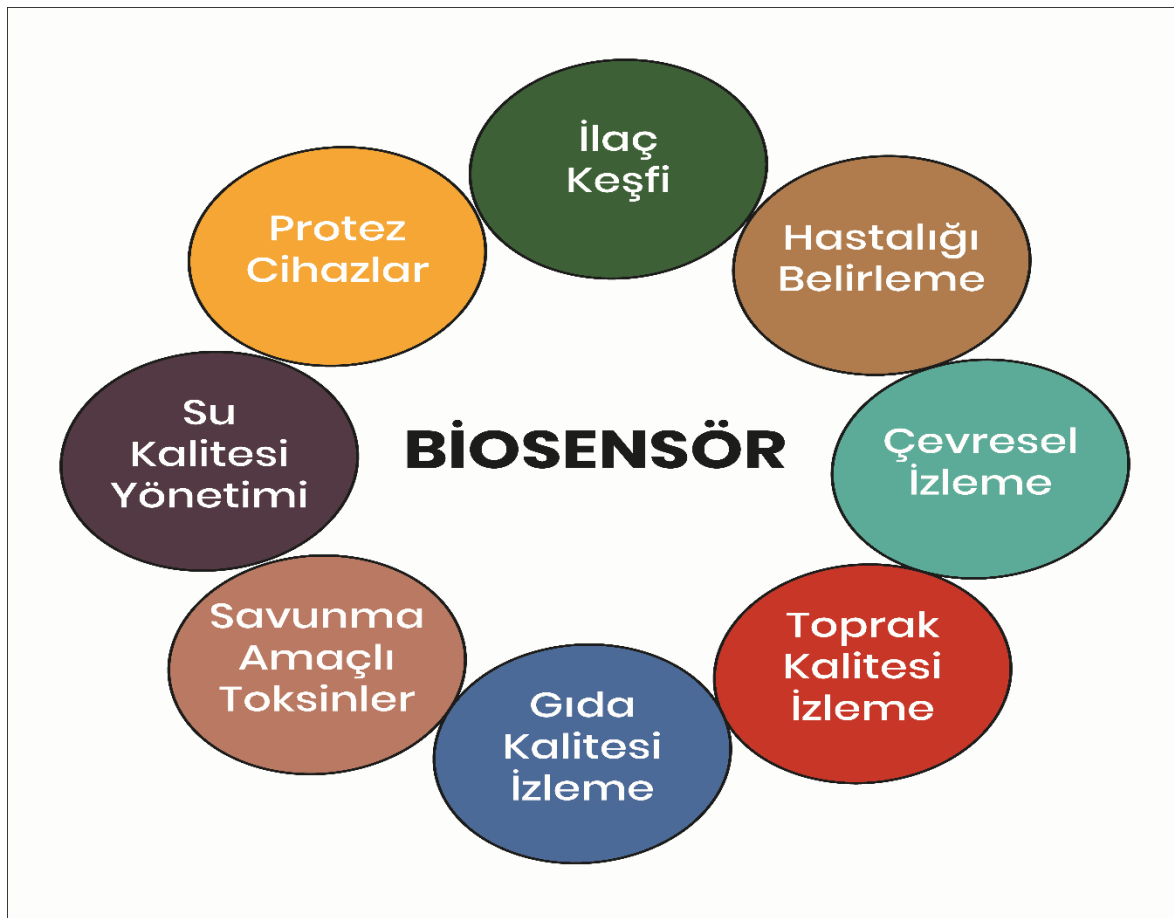 İlaç
Keşfi
Hastalığı
Belirleme
Çevresel
İzleme
Toprak
Kalitesi
İzleme
Gıda
Kalitesi
İzleme
Savunma
Amaçlı
Toksinler
Su
Kalitesi
Yönetimi
Protez
Cihazlar
BİOSENSÖR